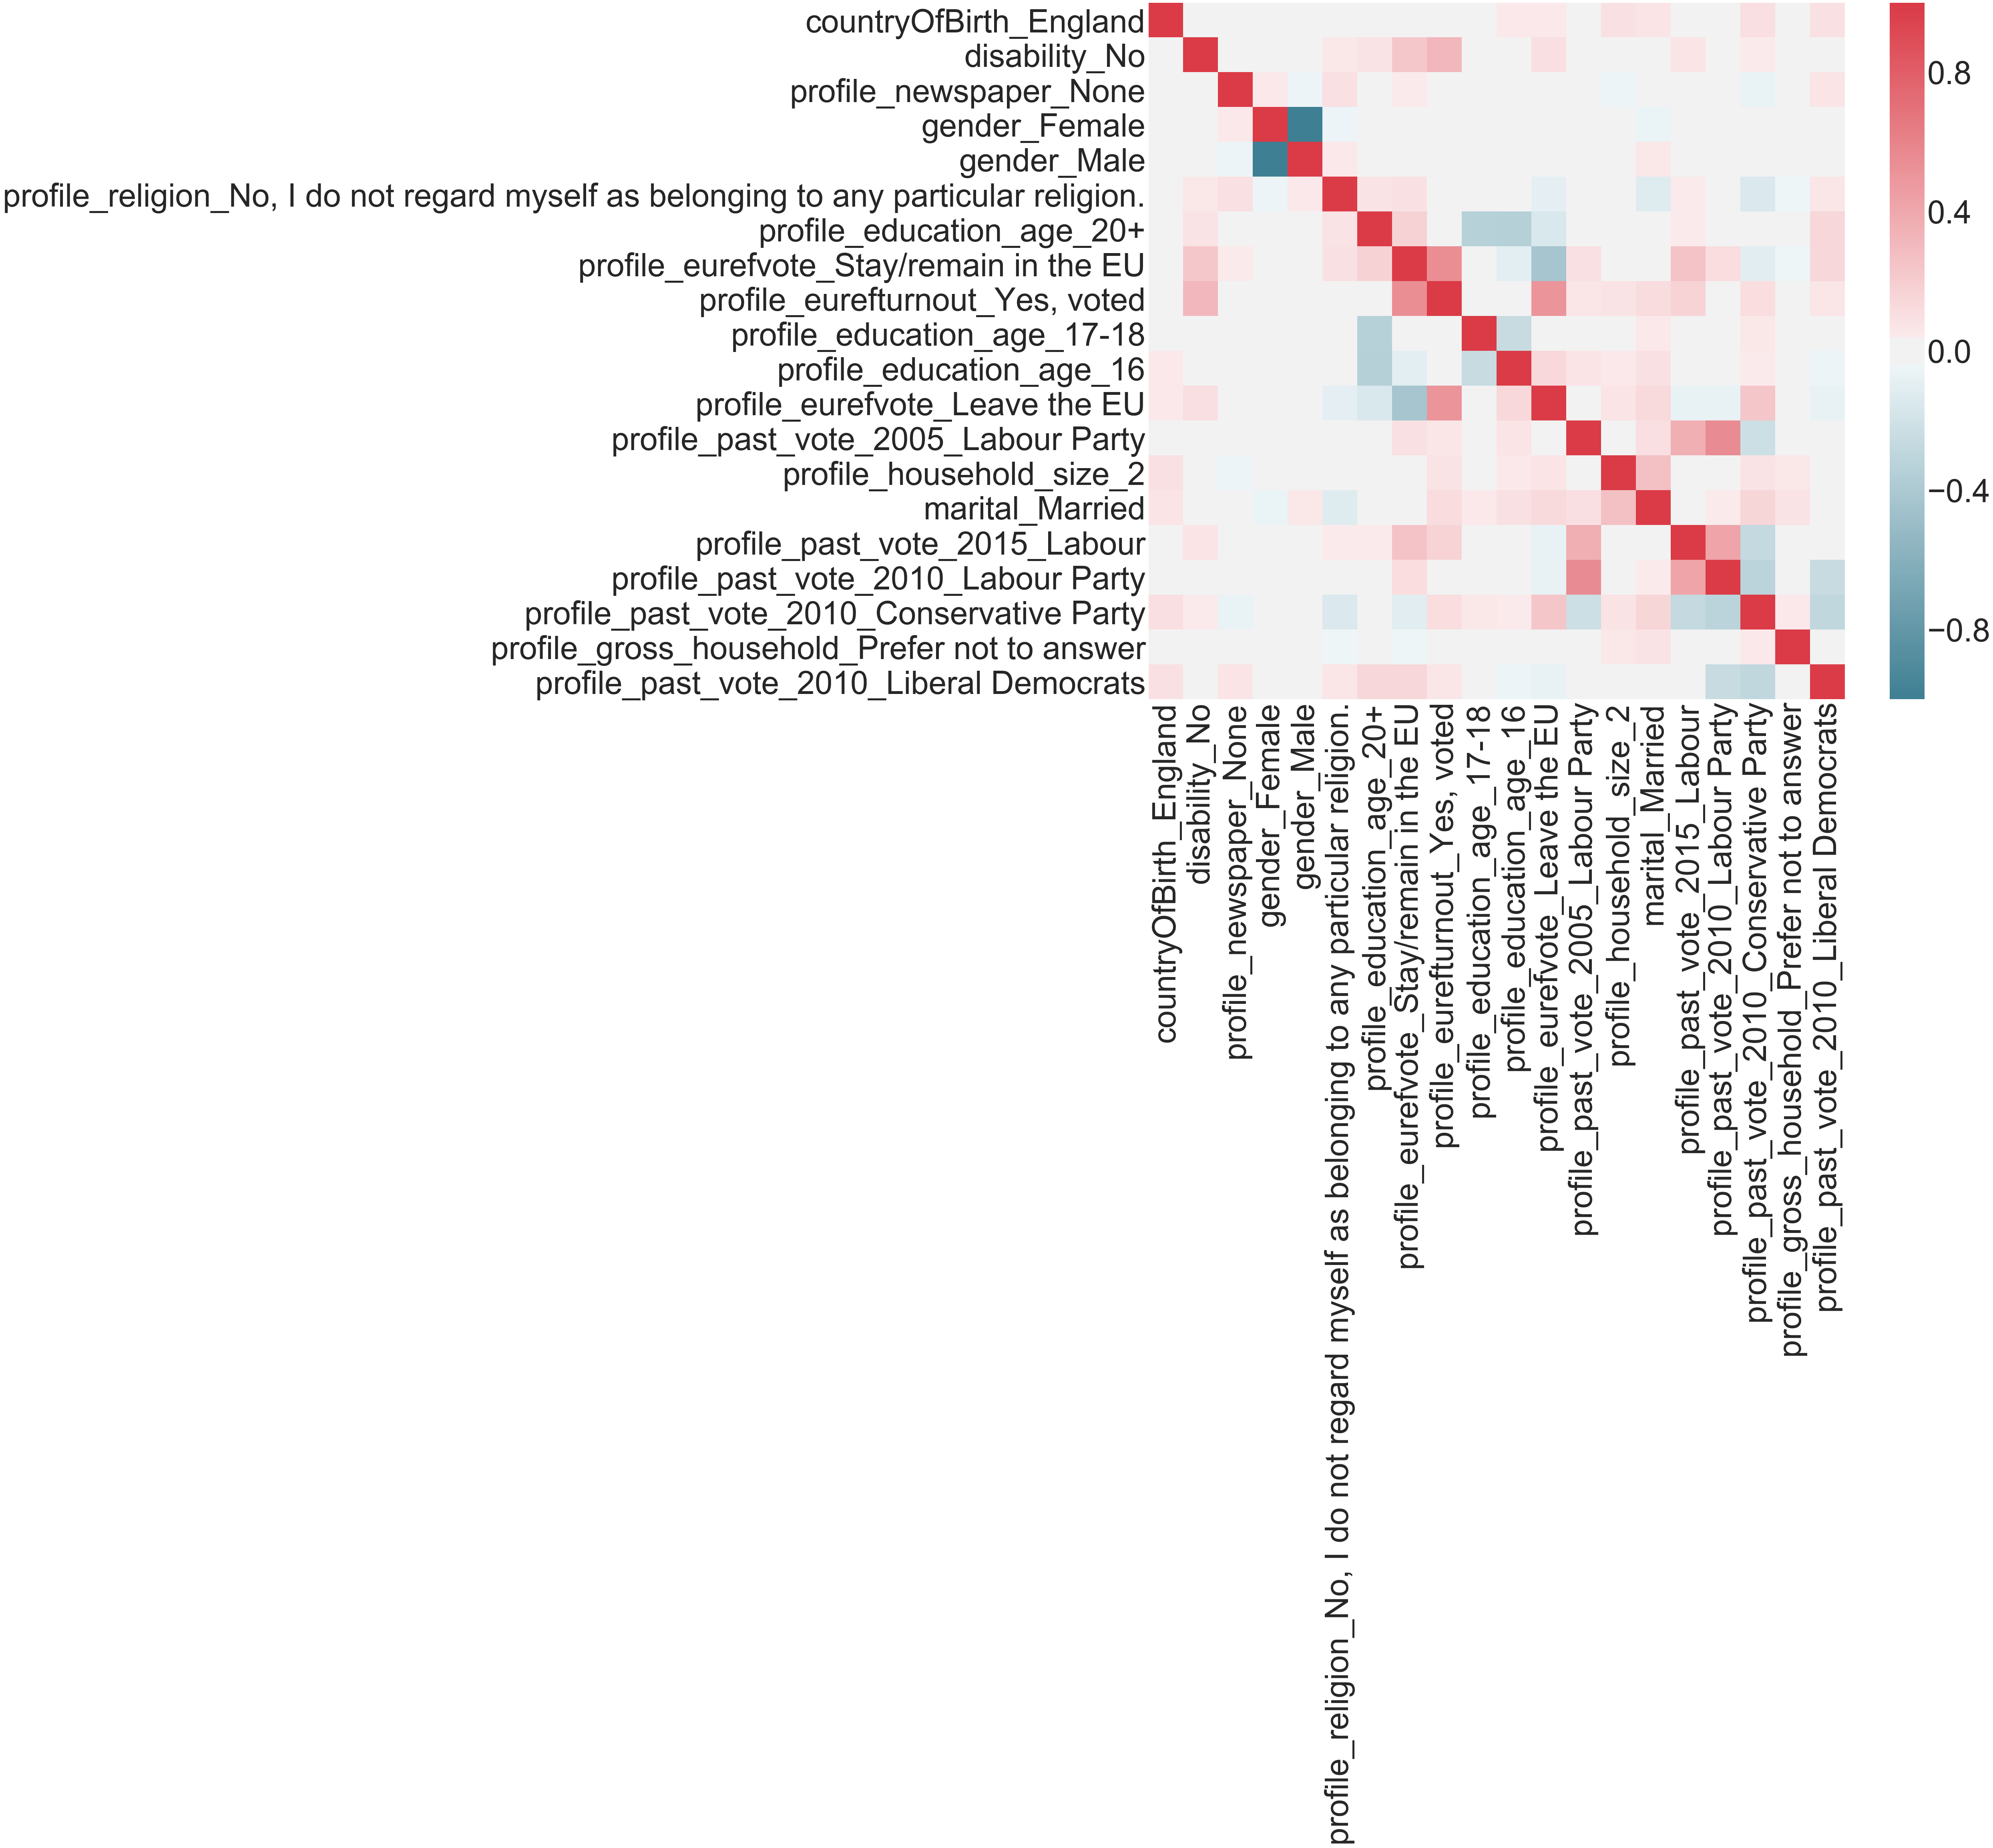 countryOfBirth_England
disability_No
profile_newspaper_None
gender_Female
gender_Male
profile_religion_No, I do not regard myself as belonging to any particular religion.
profile_education_age_20+
profile_eurefvote_Stay/remain in the EU
profile_eurefturnout_Yes, voted
profile_education_age_17-18
profile_education_age_16
profile_eurefvote_Leave the EU
profile_past_vote_2005_Labour Party
profile_household_size_2
marital_Married
profile_past_vote_2015_Labour
profile_past_vote_2010_Labour Party
profile_past_vote_2010_Conservative Party
profile_gross_household_Prefer not to answer
profile_past_vote_2010_Liberal Democrats
0.8
0.4
0.0
−0.4
−0.8
countryOfBirth_England
disability_No
profile_newspaper_None
gender_Female
gender_Male
profile_religion_No, I do not regard myself as belonging to any particular religion.
profile_education_age_20+
profile_eurefvote_Stay/remain in the EU
profile_eurefturnout_Yes, voted
profile_education_age_17-18
profile_education_age_16
profile_eurefvote_Leave the EU
profile_past_vote_2005_Labour Party
profile_household_size_2
marital_Married
profile_past_vote_2015_Labour
profile_past_vote_2010_Labour Party
profile_past_vote_2010_Conservative Party
profile_gross_household_Prefer not to answer
profile_past_vote_2010_Liberal Democrats